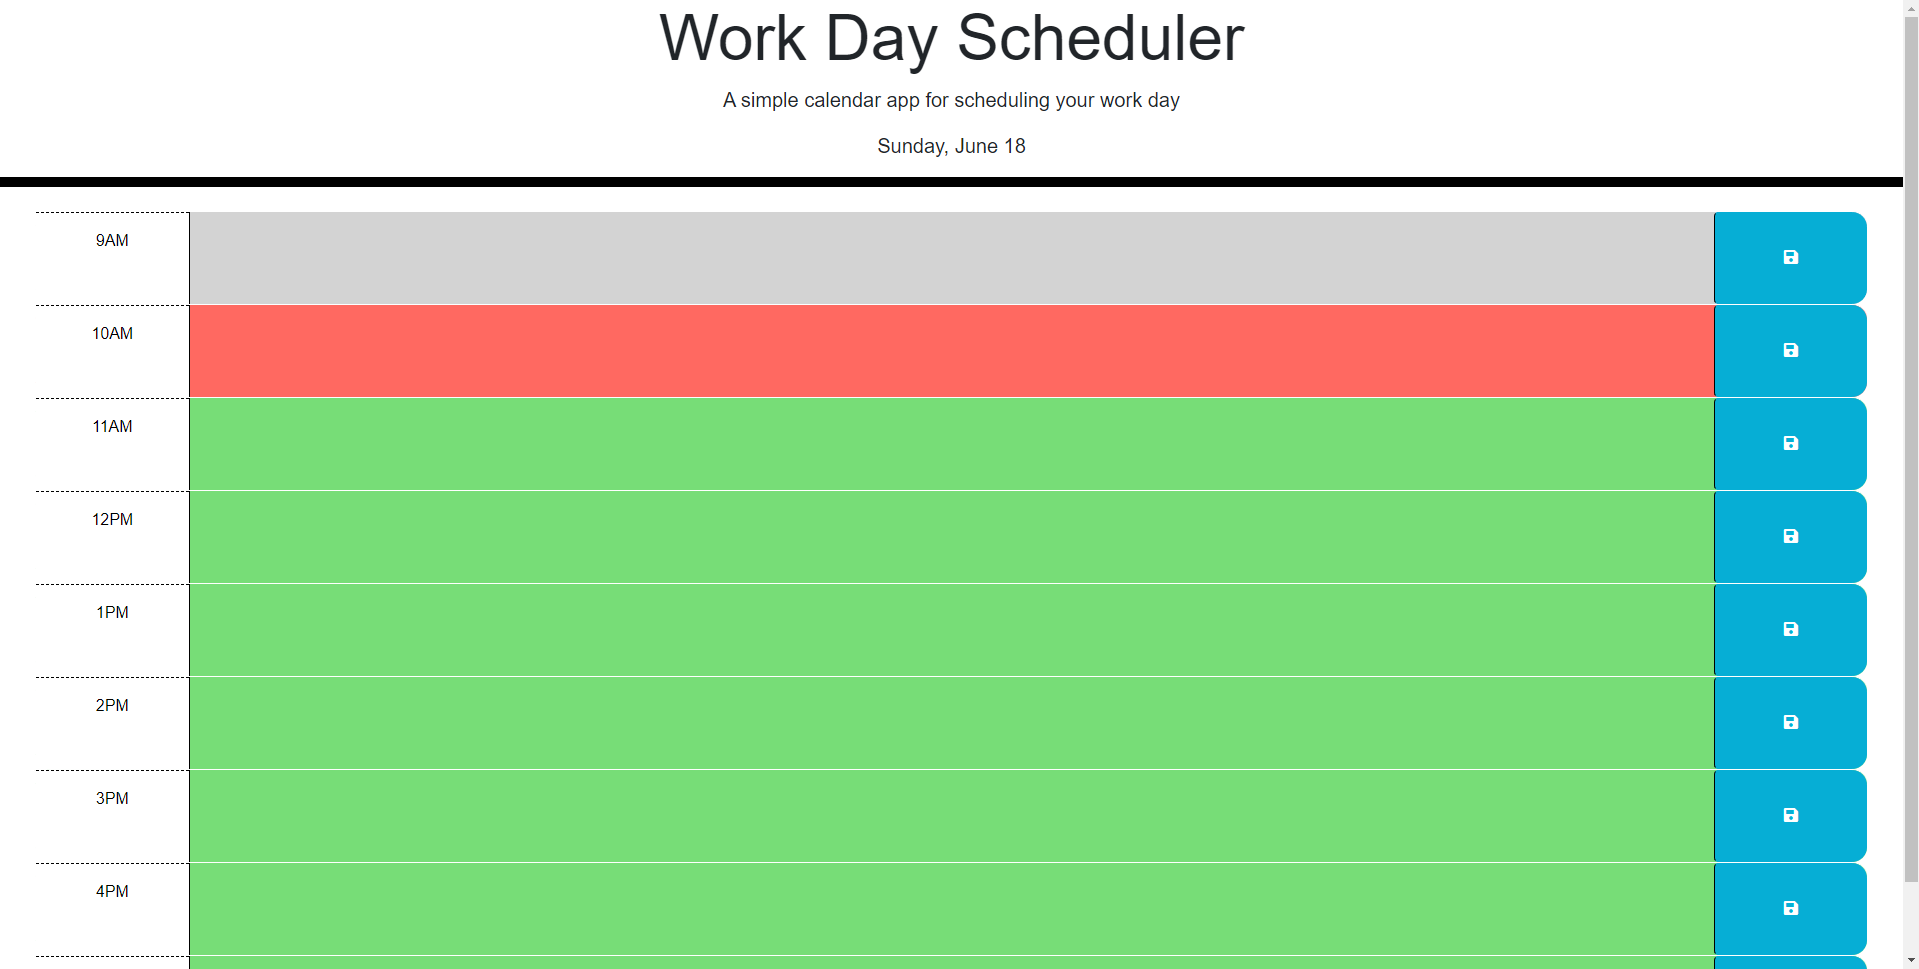 Work Day Scheduler
A simple calendar app for scheduling your work day
Sunday, June 18
9AM
10AM
11AM
12PM
1PM
2PM
3PM
4PM